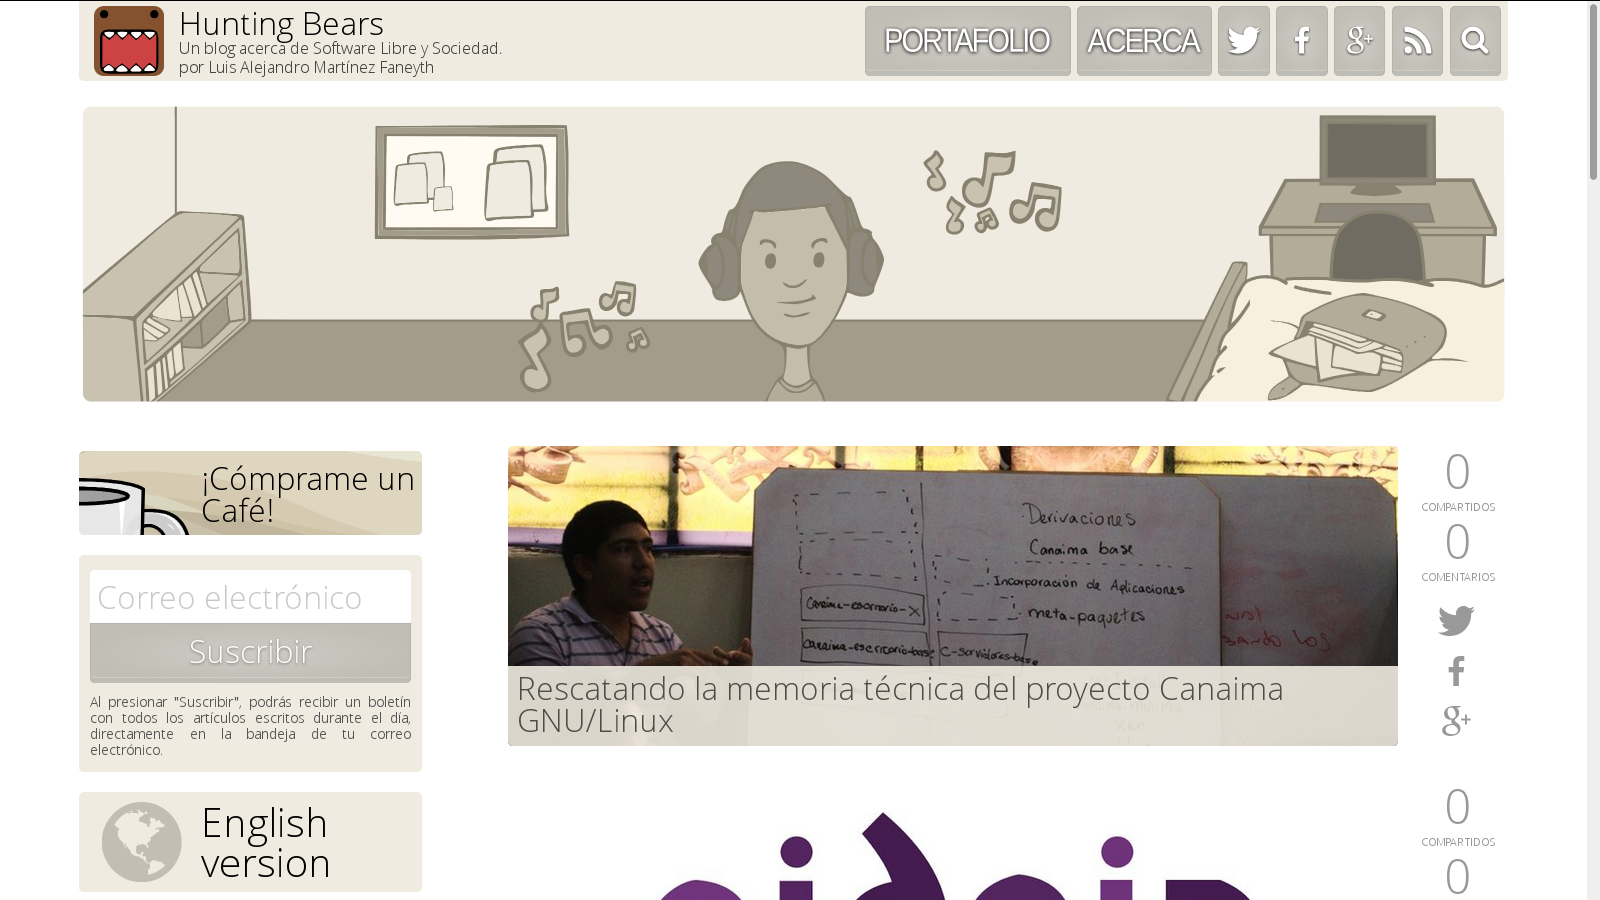 Hunting Bears
Un blog acerca de Software Libre y Sociedad.
por Luis Alejandro Martínez Faneyth
PORTAFOLIO
ACERCA
¡Cómprame un
Café!
Correo electrónico
Suscribir
Al presionar "Suscribir", podrás recibir un boletín
con todos los artículos escritos durante el día,
directamente en la bandeja de tu correo
electrónico.
English
version
Derivaciones
Canaima base
Incorporación de Aplicaciones
meta-paquetes
Canaima-escritorio-X
Canaima-escritorio-base
C-servidores-base
Rescatando la memoria técnica del proyecto Canaima
GNU/Linux
0
COMPARTIDOS
0
COMENTARIOS
0
COMPARTIDOS
0